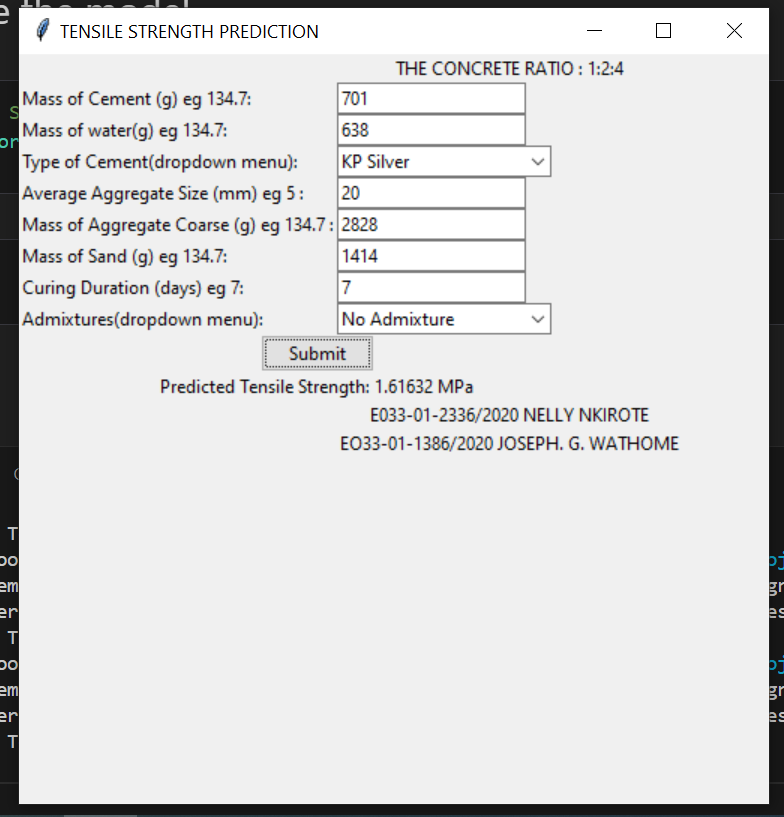 e the model
TENSILE STRENGTH PREDICTION
THE CONCRETE RATIO : 1:2:4
Mass of Cement (g) eg 134.7: 701
Mass of water(g) eg 134.7: 638
Type of Cement(dropdown menu): KP Silver
Average Aggregate Size (mm) eg 5 : 20
Mass of Aggregate Coarse (g) eg 134.7 : 2828
Mass of Sand (g) eg 134.7: 1414
Curing Duration (days) eg 7: 7
Admixtures(dropdown menu): No Admixture
Submit
Predicted Tensile Strength: 1.61632 MPa
E033-01-2336/2020 NELLY NKIROTE
EO33-01-1386/2020 JOSEPH. G. WATHOME